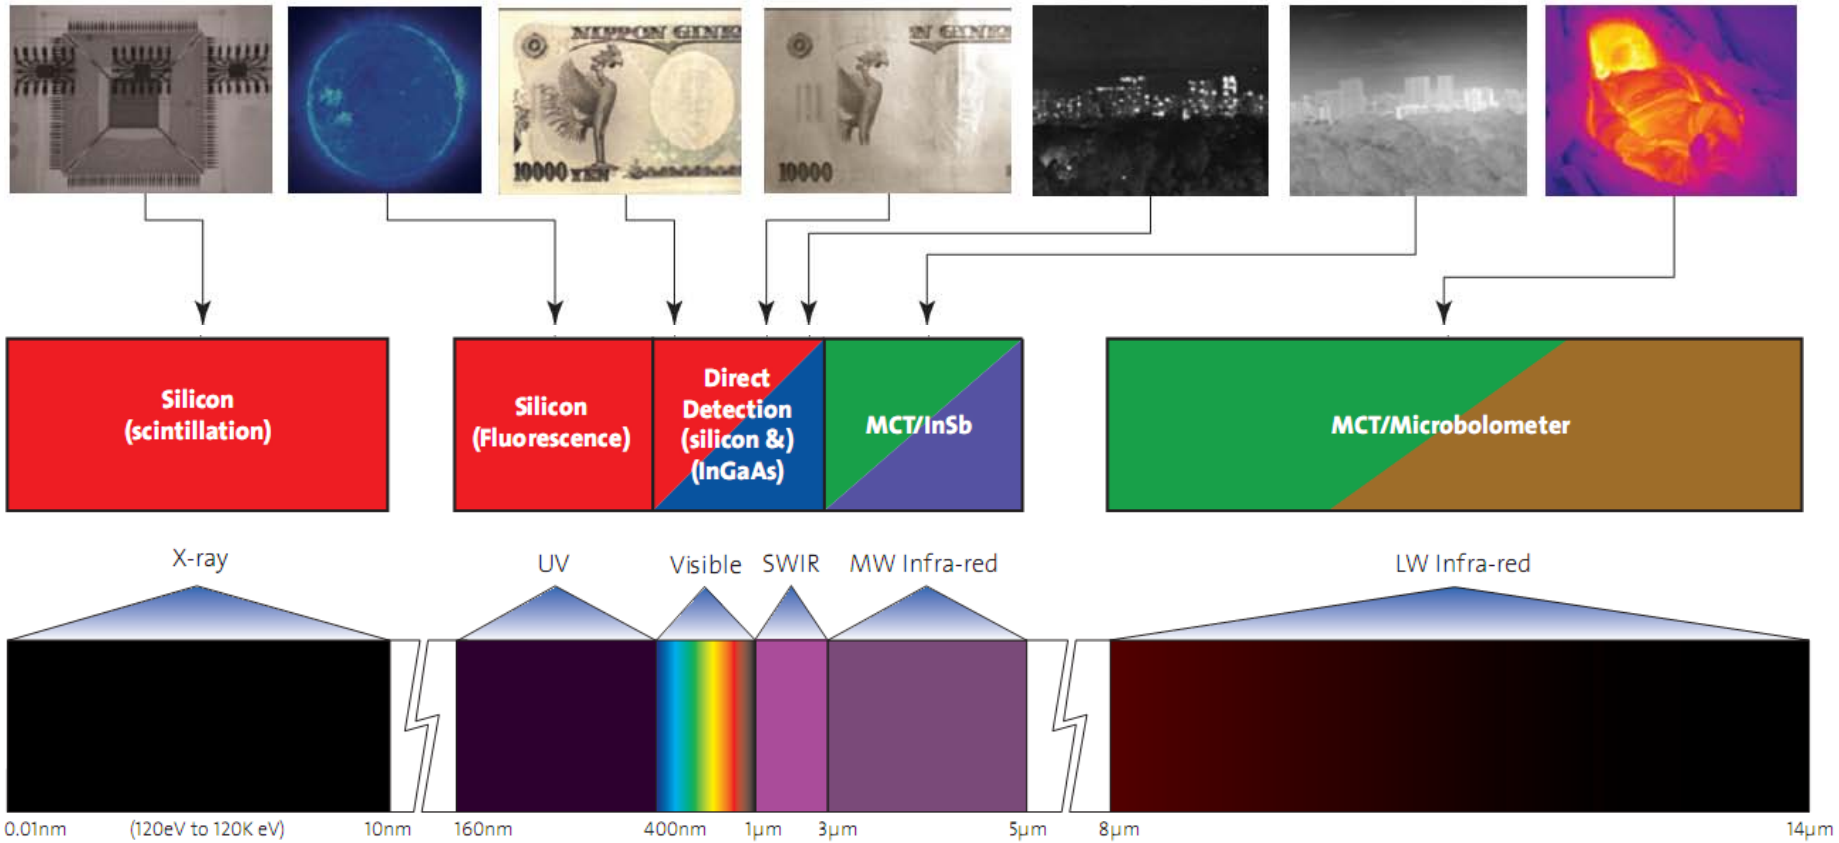 NIPPON GINE
10000 YEN
N GINE
10000
Silicon
(scintillation)
Silicon
(Fluorescence)
Direct
Detection
(silicon &)
(InGaAs)
MCT/InSb
MCT/Microbolometer
X-ray
UV
Visible
SWIR
MW Infra-red
LW Infra-red
0.01nm
(120eV to 120K eV)
10nm
160nm
400nm
1µm
3µm
5µm
8µm
14µm